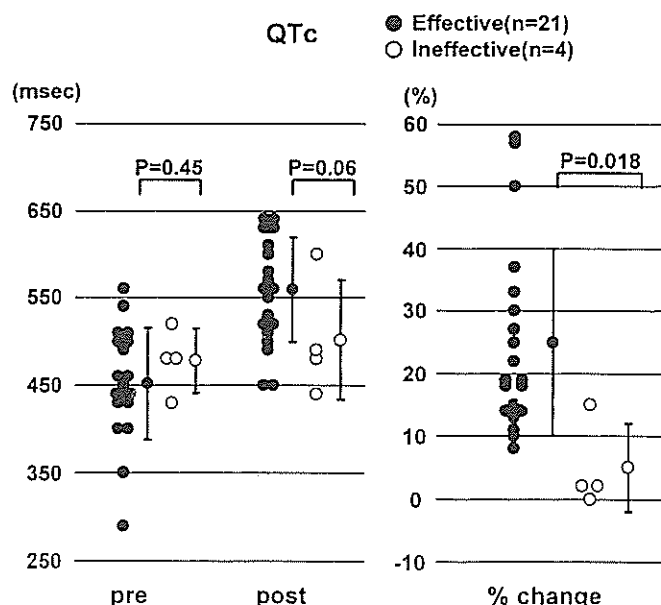 QTc
Effective(n=21)
Ineffective(n=4)
(msec)
750
650
550
450
350
250
P=0.45
P=0.06
pre
post
(%)
60
50
40
30
20
10
0
-10
P=0.018
% change